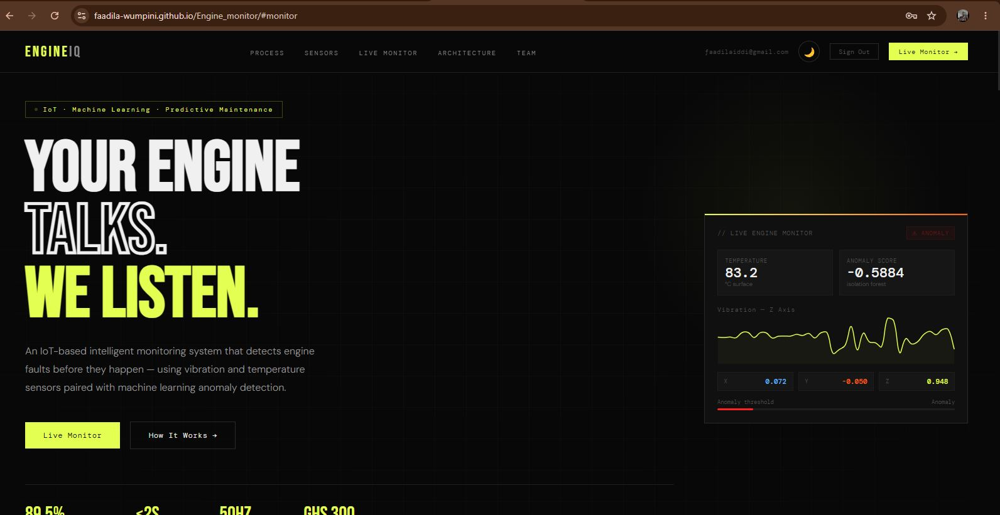 faadila-wumpini.github.io/Engine_monitor/#monitor
ENGINEIQ
PROCESS SENSORS LIVE MONITOR ARCHITECTURE TEAM
faadilaiddi@gmail.com
Sign Out
Live Monitor →
IoT · Machine Learning · Predictive Maintenance
YOUR ENGINE
TALKS.
WE LISTEN.
An IoT-based intelligent monitoring system that detects engine
faults before they happen — using vibration and temperature
sensors paired with machine learning anomaly detection.
Live Monitor
How It Works →
// LIVE ENGINE MONITOR
⚠ ANOMALY
TEMPERATURE
83.2
°C surface
ANOMALY SCORE
-0.5884
isolation forest
Vibration — Z Axis
X 0.072
Y -0.050
Z 0.948
Anomaly threshold
Anomaly
89.5% <2S 50HZ GHS 300